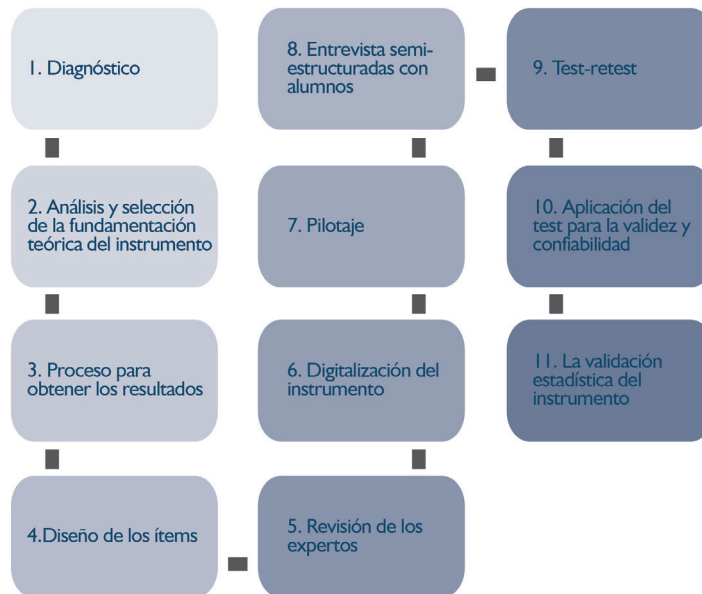 1. Diagnóstico
2. Análisis y selección
de la fundamentación
teórica del instrumento
3. Proceso para
obtener los resultados
4.Diseño de los ítems
5. Revisión de los
expertos
6. Digitalización del
instrumento
7. Pilotaje
8. Entrevista semi-
estructuradas con
alumnos
9. Test-retest
10. Aplicación del
test para la validez y
confiabilidad
11. La validación
estadística del
instrumento